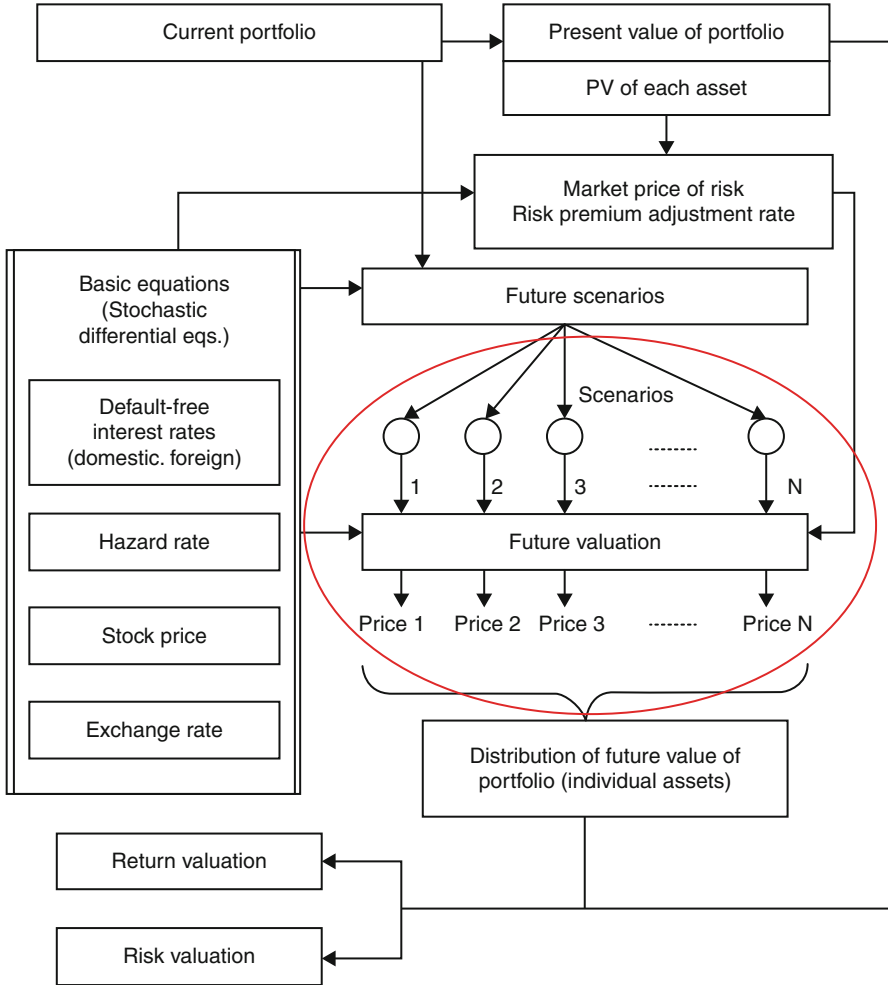 Current portfolio
Present value of portfolio
PV of each asset
Market price of risk
Risk premium adjustment rate
Basic equations
(Stochastic
differential eqs.)
Future scenarios
Default-free
interest rates
(domestic. foreign)
Scenarios
........
1 2 3 ........ N
Hazard rate
Future valuation
Stock price
Price 1 Price 2 Price 3 ........ Price N
Exchange rate
Distribution of future value of
portfolio (individual assets)
Return valuation
Risk valuation